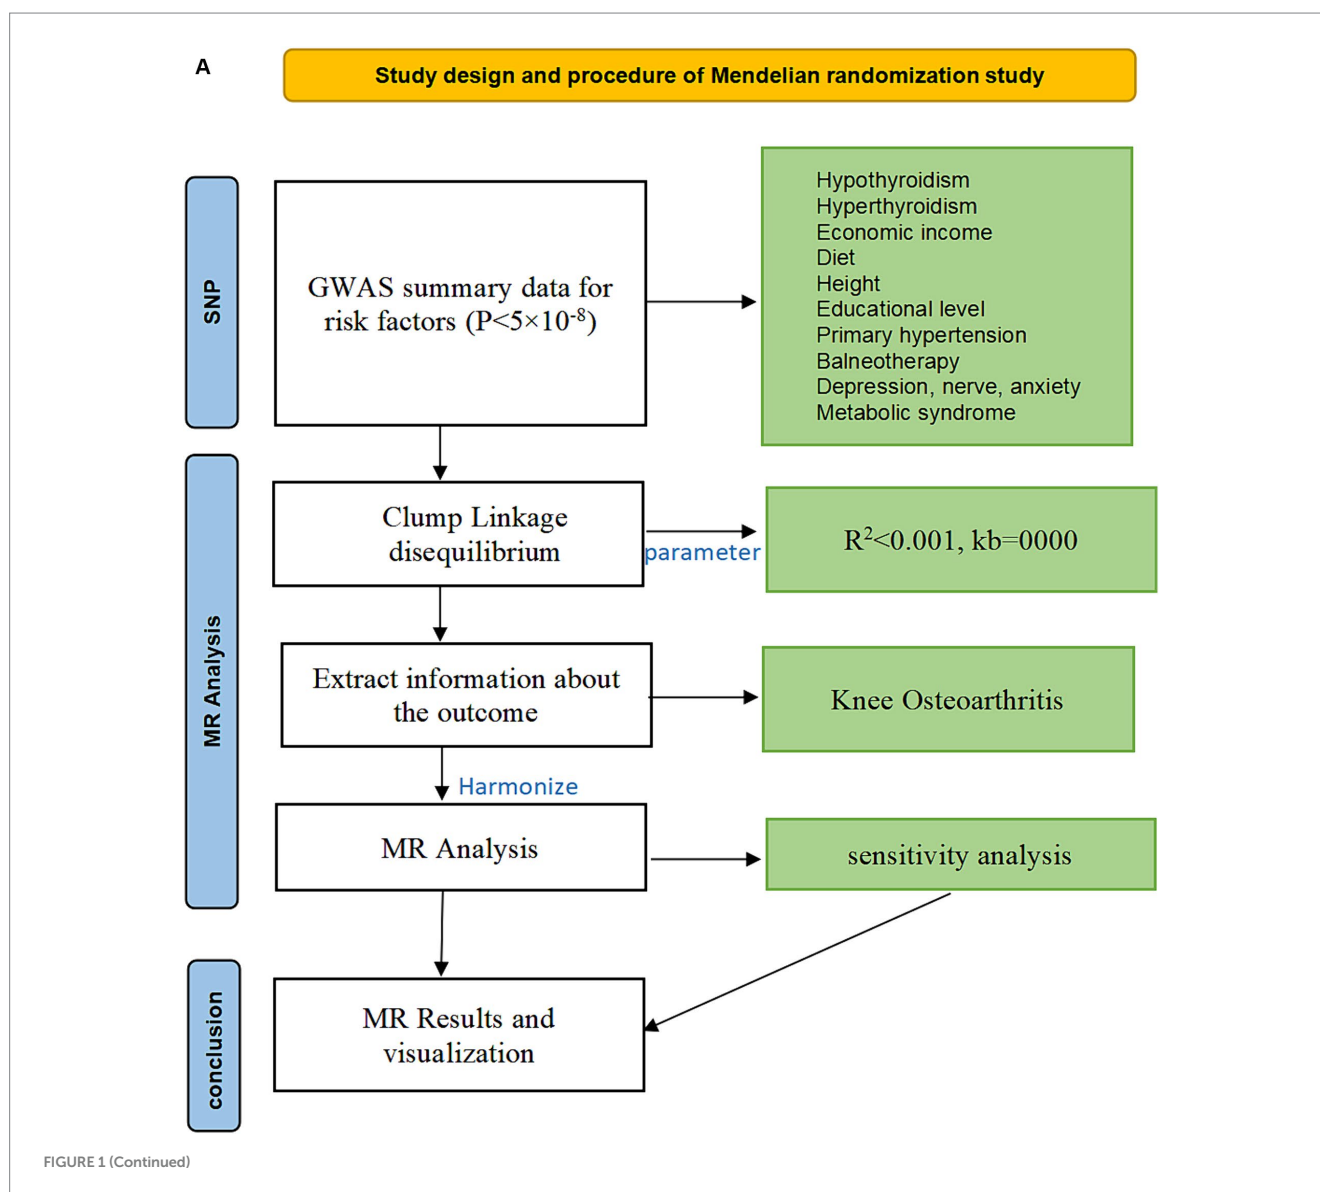 A
Study design and procedure of Mendelian randomization study
SNP
GWAS summary data for
risk factors (P<5×10⁻⁸)
Hypothyroidism
Hyperthyroidism
Economic income
Diet
Height
Educational level
Primary hypertension
Balneotherapy
Depression, nerve, anxiety
Metabolic syndrome
MR Analysis
Clump Linkage
disequilibrium
parameter
R²<0.001, kb=0000
Extract information about
the outcome
Knee Osteoarthritis
Harmonize
MR Analysis
sensitivity analysis
conclusion
MR Results and
visualization
FIGURE 1 (Continued)